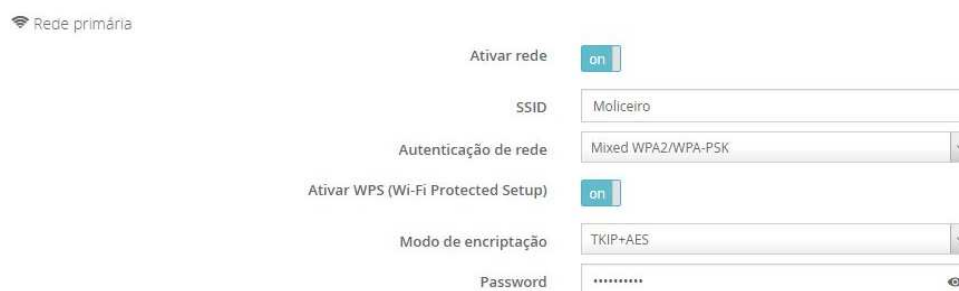 Rede primária
Ativar rede on
SSID Moliceiro
Autenticação de rede Mixed WPA2/WPA-PSK
Ativar WPS (Wi-Fi Protected Setup) on
Modo de encriptação TKIP+AES
Password ••••••••••